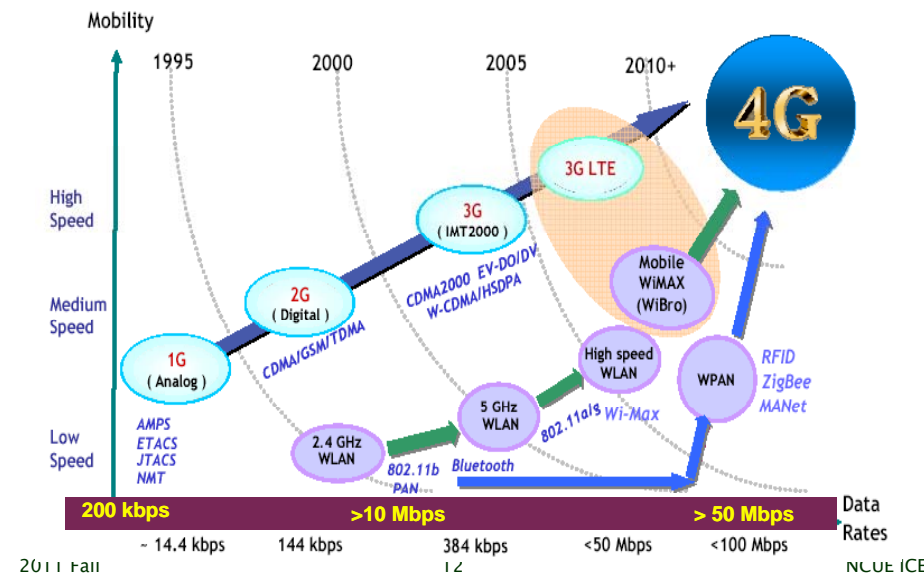 Mobility
1995
2000
2005
2010+
4G
3G LTE
High
Speed
3G
( IMT2000 )
CDMA2000 EV-DO/DV
W-CDMA/HSDPA
Mobile
WiMAX
(WiBro)
2G
( Digital )
Medium
Speed
CDMA/GSM/TDMA
1G
( Analog )
High speed
WLAN
WPAN
RFID
ZigBee
MANet
AMPS
ETACS
JTACS
NMT
Low
Speed
2.4 GHz
WLAN
802.11b
PAN
5 GHz
WLAN
802.11a/g
Wi-Max
Bluetooth
200 kbps
>10 Mbps
> 50 Mbps
Data
Rates
~ 14.4 kbps
144 kbps
384 kbps
<50 Mbps
<100 Mbps
2011 Fall
12
NCUE ICE